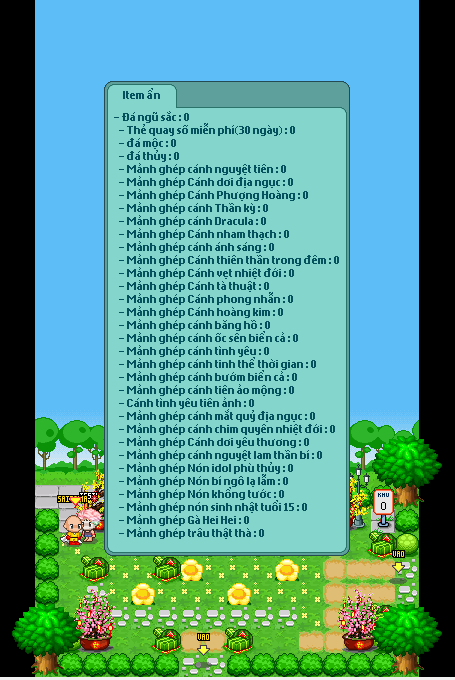 Item ẩn
- Đá ngũ sắc : 0
- Thẻ quay số miễn phí(30 ngày) : 0
- đá mộc : 0
- đá thủy : 0
- Mảnh ghép cánh nguyệt tiên : 0
- Mảnh ghép Cánh dơi địa ngục : 0
- Mảnh ghép Cánh Phượng Hoàng : 0
- Mảnh ghép cánh Thần kỳ : 0
- Mảnh ghép cánh Dracula : 0
- Mảnh ghép Cánh nham thạch : 0
- Mảnh ghép cánh ánh sáng : 0
- Mảnh ghép Cánh thiên thần trong đêm : 0
- Mảnh ghép Cánh vẹt nhiệt đới : 0
- Mảnh ghép Cánh tà thuật : 0
- Mảnh ghép Cánh phong nhẫn : 0
- Mảnh ghép Cánh hoàng kim : 0
- Mảnh ghép cánh băng hồ : 0
- Mảnh ghép cánh ốc sên biển cả : 0
- Mảnh ghép cánh tình yêu : 0
- Mảnh ghép cánh tinh thể thời gian : 0
- Mảnh ghép cánh bướm biển cả : 0
- Mảnh ghép cánh tiên ảo mộng : 0
- Cánh tình yêu tiên ảnh : 0
- Mảnh ghép cánh mắt quỷ địa ngục : 0
- Mảnh ghép cánh chim quyên nhiệt đới : 0
- Mảnh ghép Cánh dơi yêu thương : 0
- Mảnh ghép cánh nguyệt lam thần bí : 0
- Mảnh ghép Nón idol phù thủy : 0
- Mảnh ghép Nón bí ngô lạ lẫm : 0
- Mảnh ghép Nón khổng tước : 0
- Mảnh ghép nón sinh nhật tuổi 15 : 0
- Mảnh ghép Gà Hei Hei : 0
- Mảnh ghép trâu thật thà : 0
KHU
0
VAO
VAO